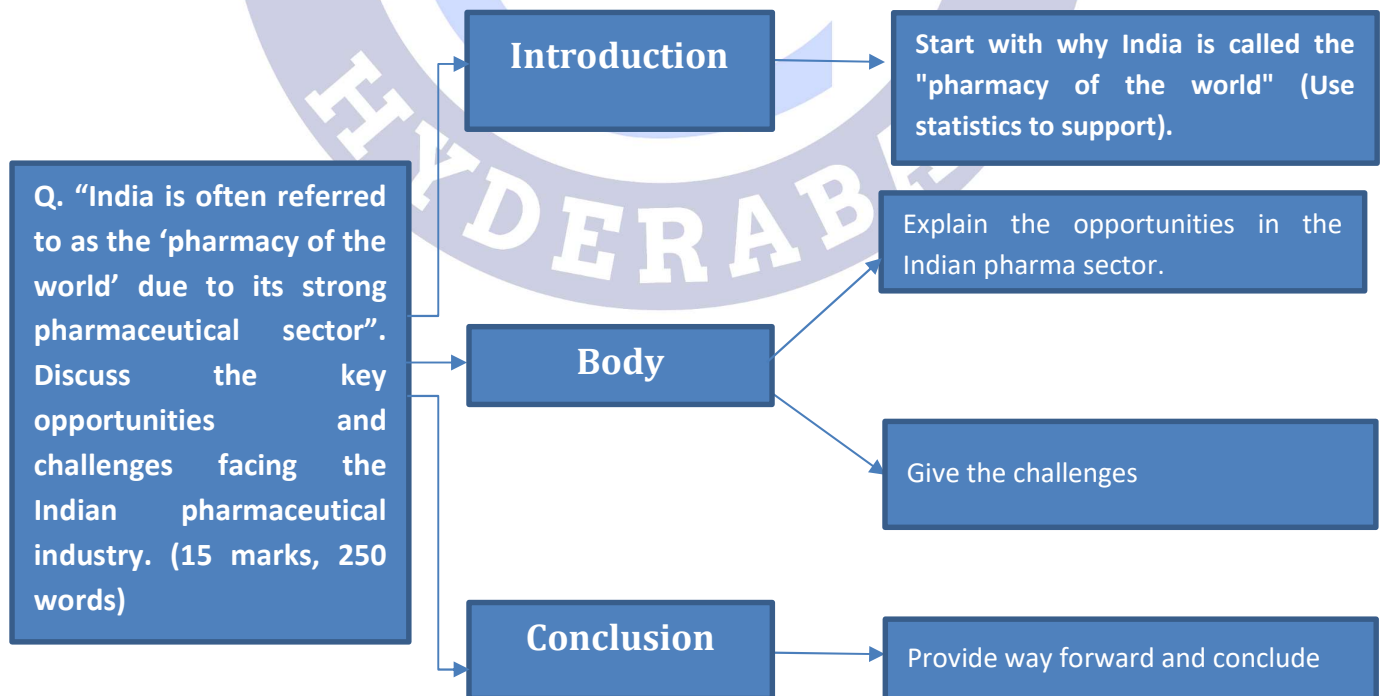 Introduction
Start with why India is called the
"pharmacy of the world" (Use
statistics to support).
Q. “India is often referred
to as the ‘pharmacy of the
world’ due to its strong
pharmaceutical sector”.
Discuss the key
opportunities and
challenges facing the
Indian pharmaceutical
industry. (15 marks, 250
words)
Explain the opportunities in the
Indian pharma sector.
Body
Give the challenges
Conclusion
Provide way forward and conclude